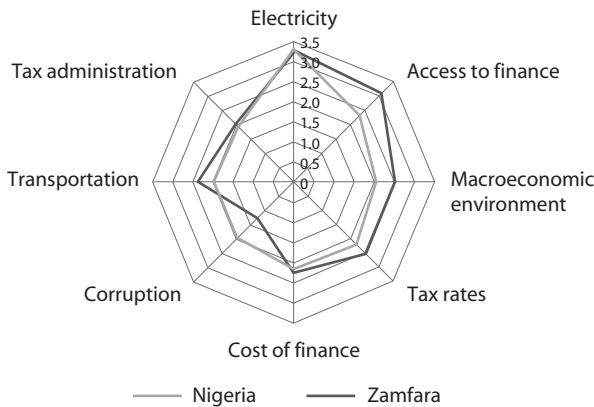 Electricity
3.5
3.0
2.5
2.0
1.5
1.0
0.5
0
Tax administration
Access to finance
Transportation
Macroeconomic
environment
Corruption
Tax rates
Cost of finance
Nigeria
Zamfara